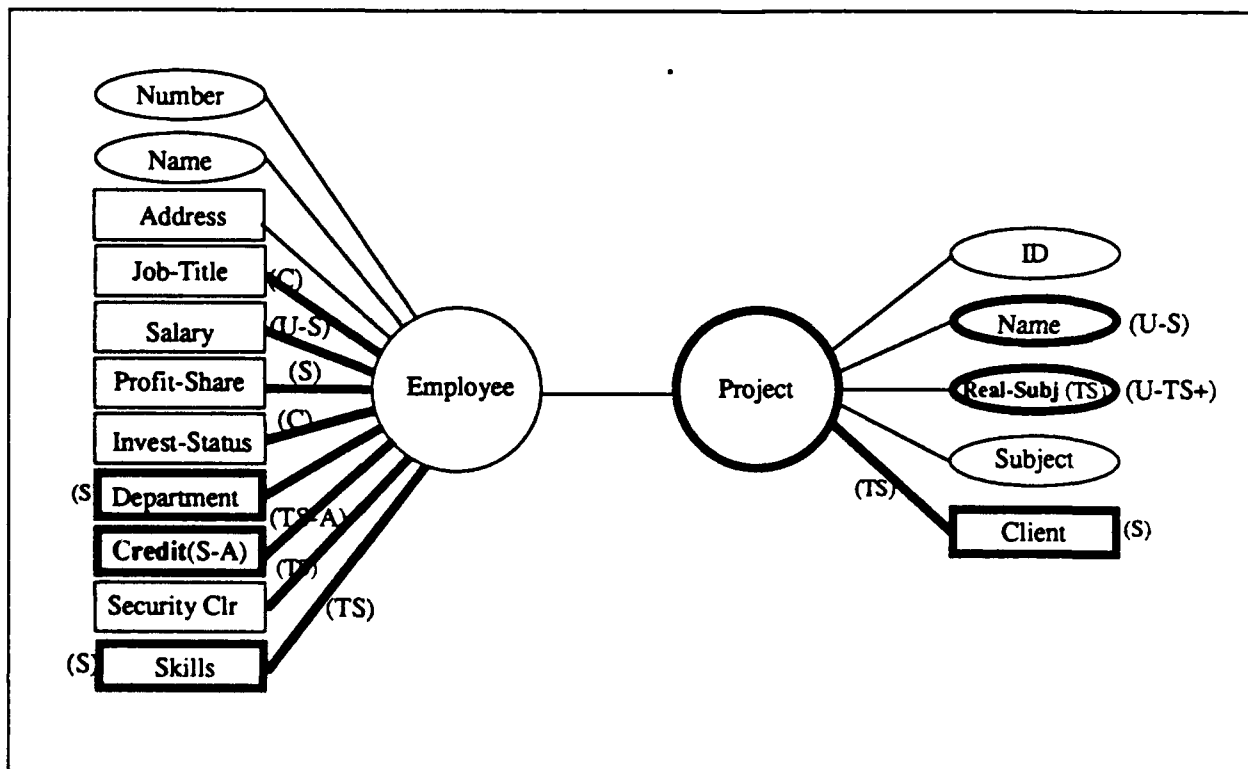 Number
Name
Address
Job-Title
(C)
Salary
(U-S)
Profit-Share
(S)
Invest-Status
(C)
(S
Department
(TS-A)
Credit(S-A)
(TS)
Security Clr
(TS)
(S)
Skills
Employee
Project
ID
Name
(U-S)
Real-Subj (TS)
(U-TS+)
Subject
(TS)
Client
(S)